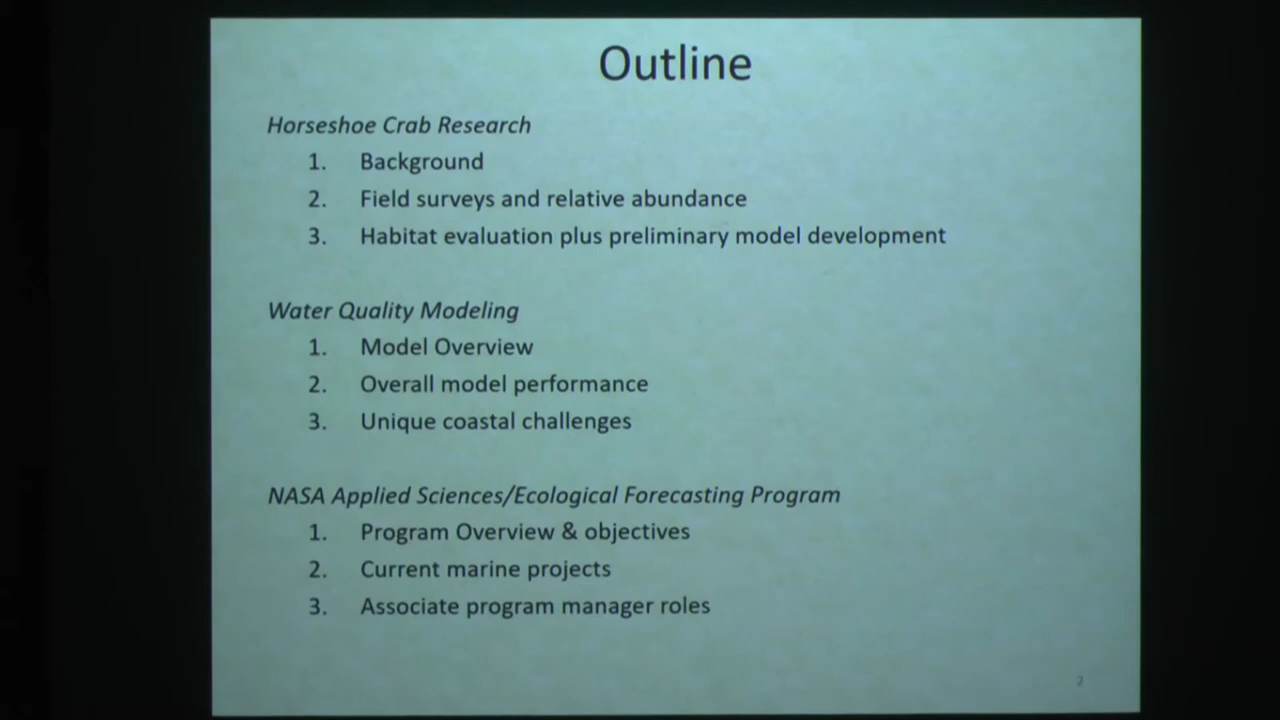 Outline
Horseshoe Crab Research
1. Background
2. Field surveys and relative abundance
3. Habitat evaluation plus preliminary model development
Water Quality Modeling
1. Model Overview
2. Overall model performance
3. Unique coastal challenges
NASA Applied Sciences/Ecological Forecasting Program
1. Program Overview & objectives
2. Current marine projects
3. Associate program manager roles
2